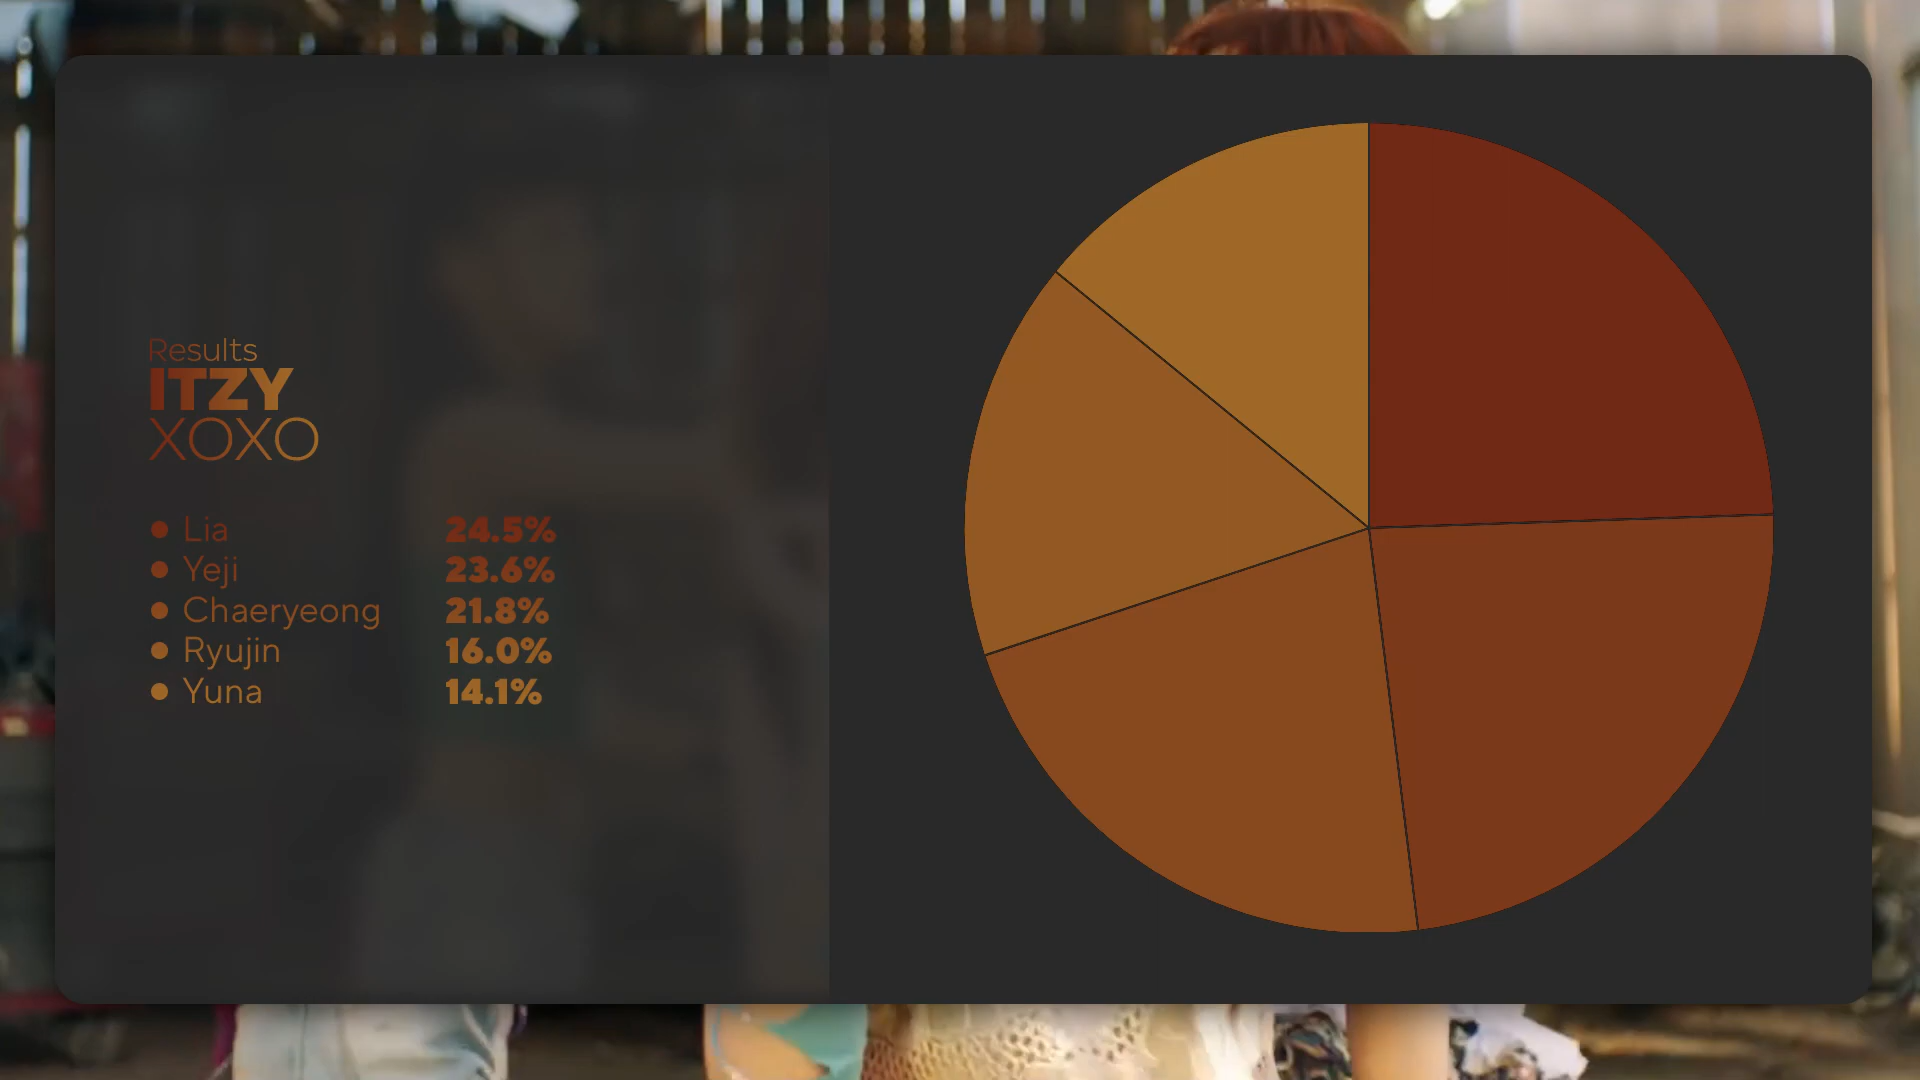 Results
ITZY
XOXO
Lia 24.5%
Yeji 23.6%
Chaeryeong 21.8%
Ryujin 16.0%
Yuna 14.1%